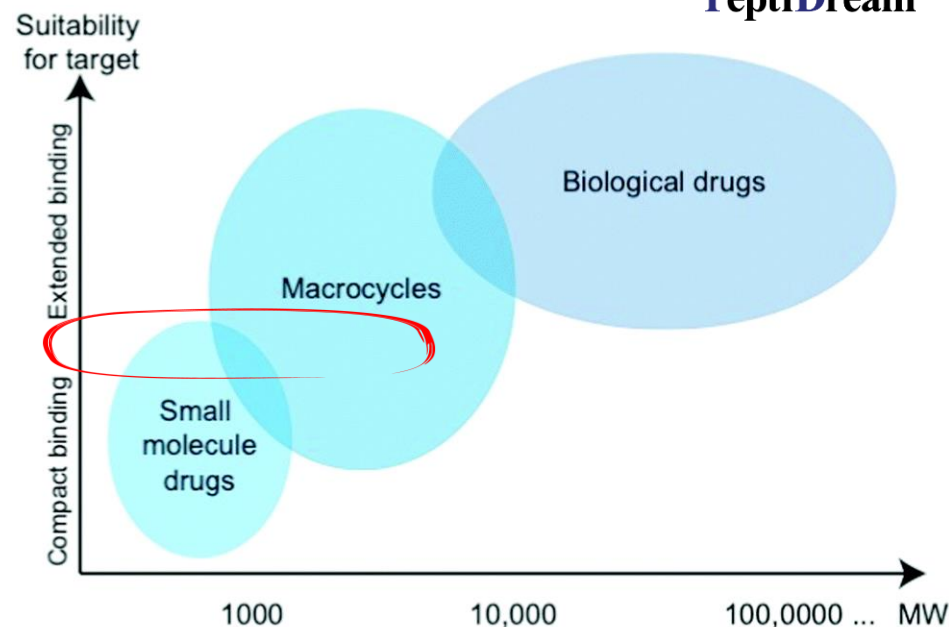 PeptiDream
Suitability
for target
Extended binding
Compact binding
Biological drugs
Macrocycles
Small
molecule
drugs
1000
10,000
100,0000 ...
MW